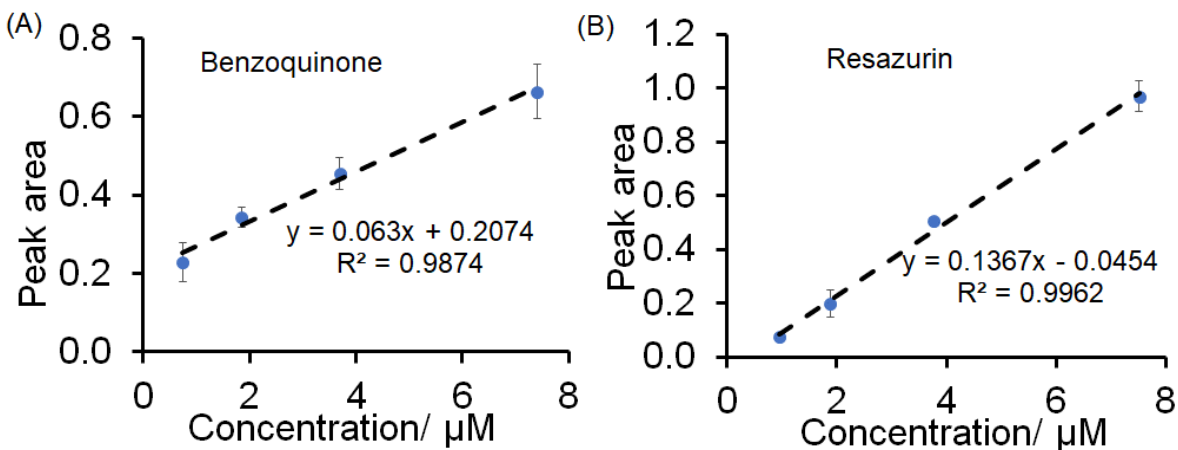 (A)
Benzoquinone
0.8
0.6
0.4
0.2
0.0
Peak area
y = 0.063x + 0.2074
R² = 0.9874
0 2 4 6 8
Concentration/ µM
(B)
Resazurin
1.2
1.0
0.8
0.6
0.4
0.2
0.0
Peak area
y = 0.1367x - 0.0454
R² = 0.9962
0 2 4 6 8
Concentration/ µM